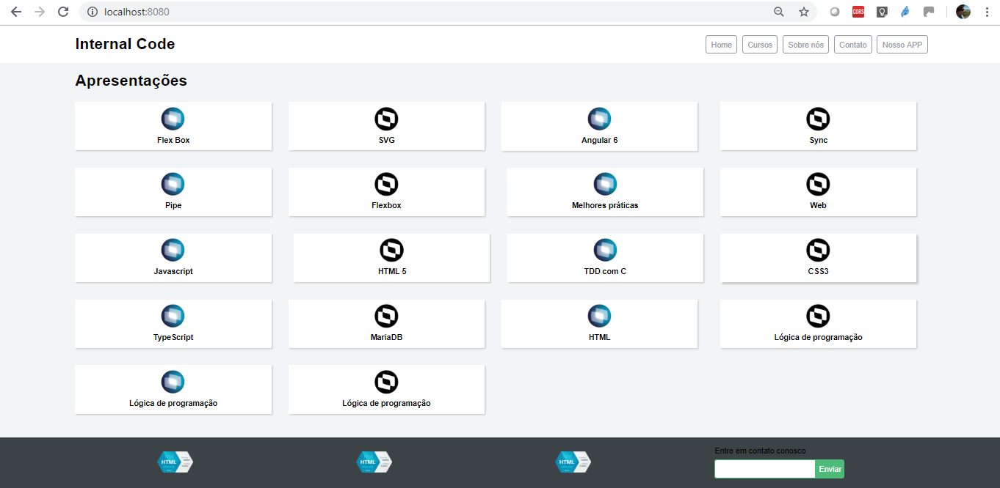 localhost:8080
CORS
Internal Code
Home Cursos Sobre nós Contato Nosso APP
Apresentações
Flex Box
SVG
Angular 6
Sync
Pipe
Flexbox
Melhores práticas
Web
Javascript
HTML 5
TDD com C
CSS3
TypeScript
MariaDB
HTML
Lógica de programação
Lógica de programação
Lógica de programação
HTML
HTML
HTML
Entre em contato conosco
Enviar